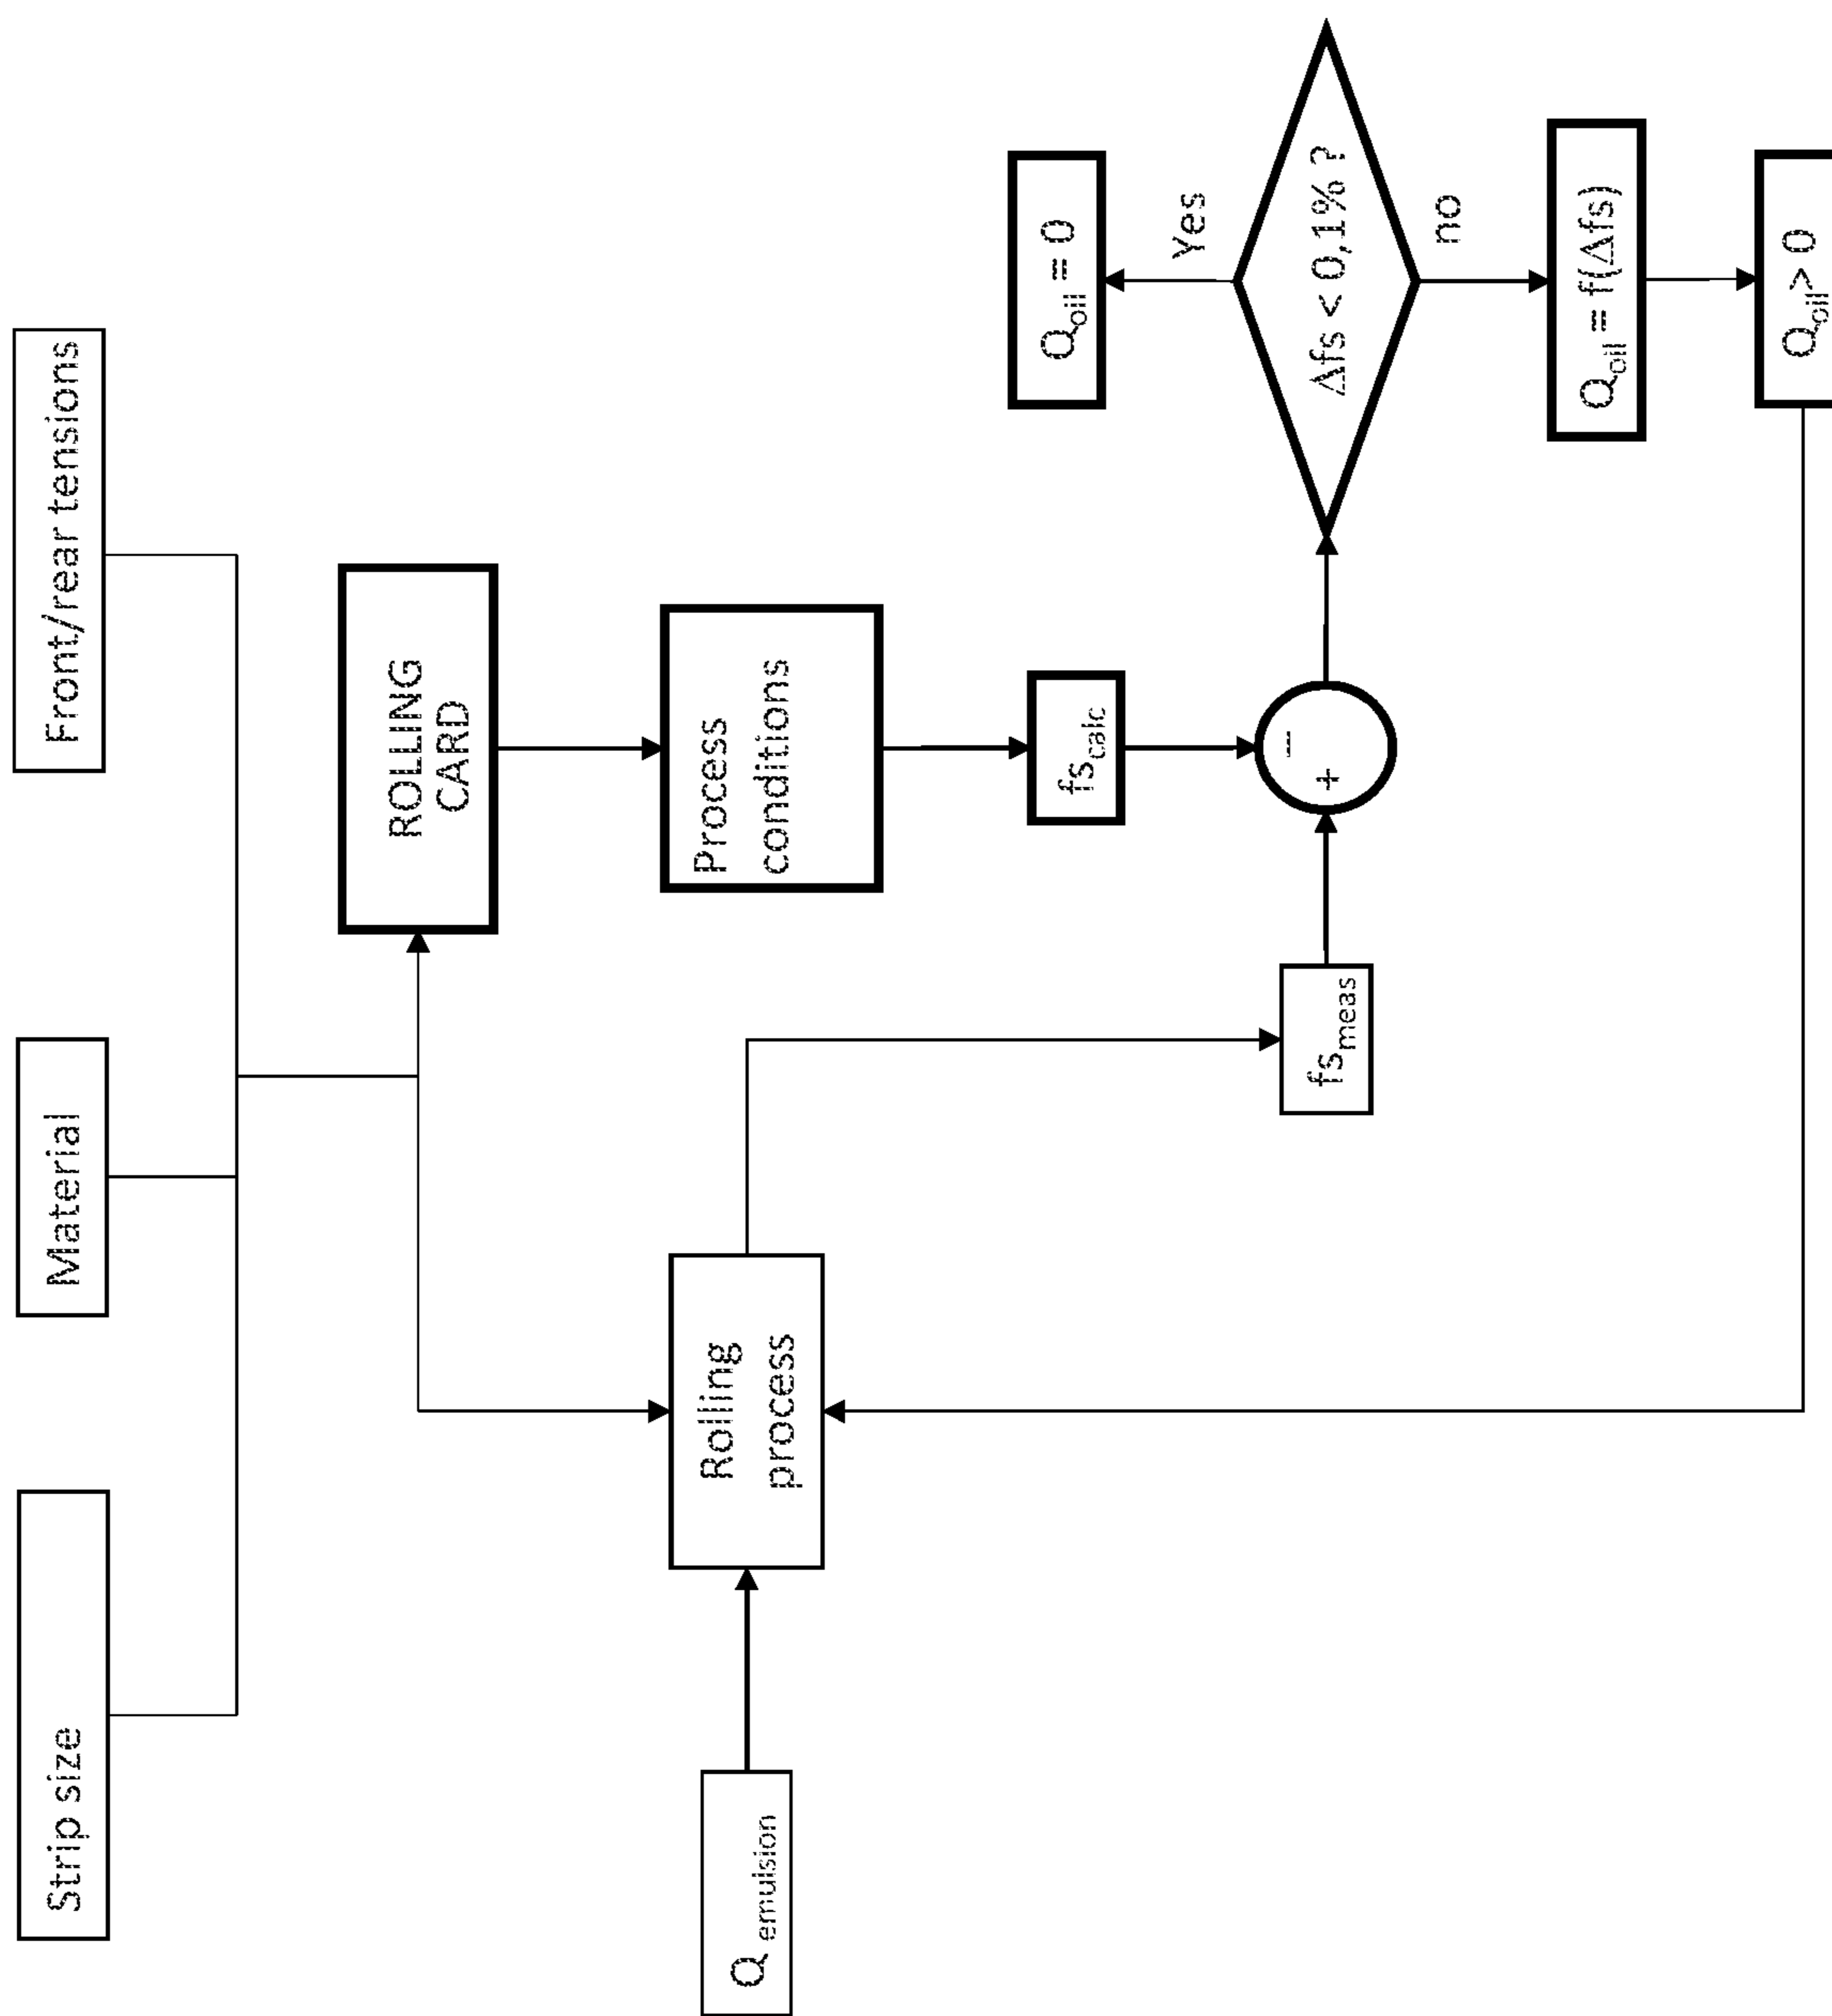 Strip size
Material
Front/rear tensions
ROLLING
CARD
Q emulsion
Rolling
process
Process
conditions
fs_calc
fs_meas
+
−
Q_oil = 0
Yes
Δfs < 0,1% ?
no
Q_oil = f(Δfs)
Q_oil > 0